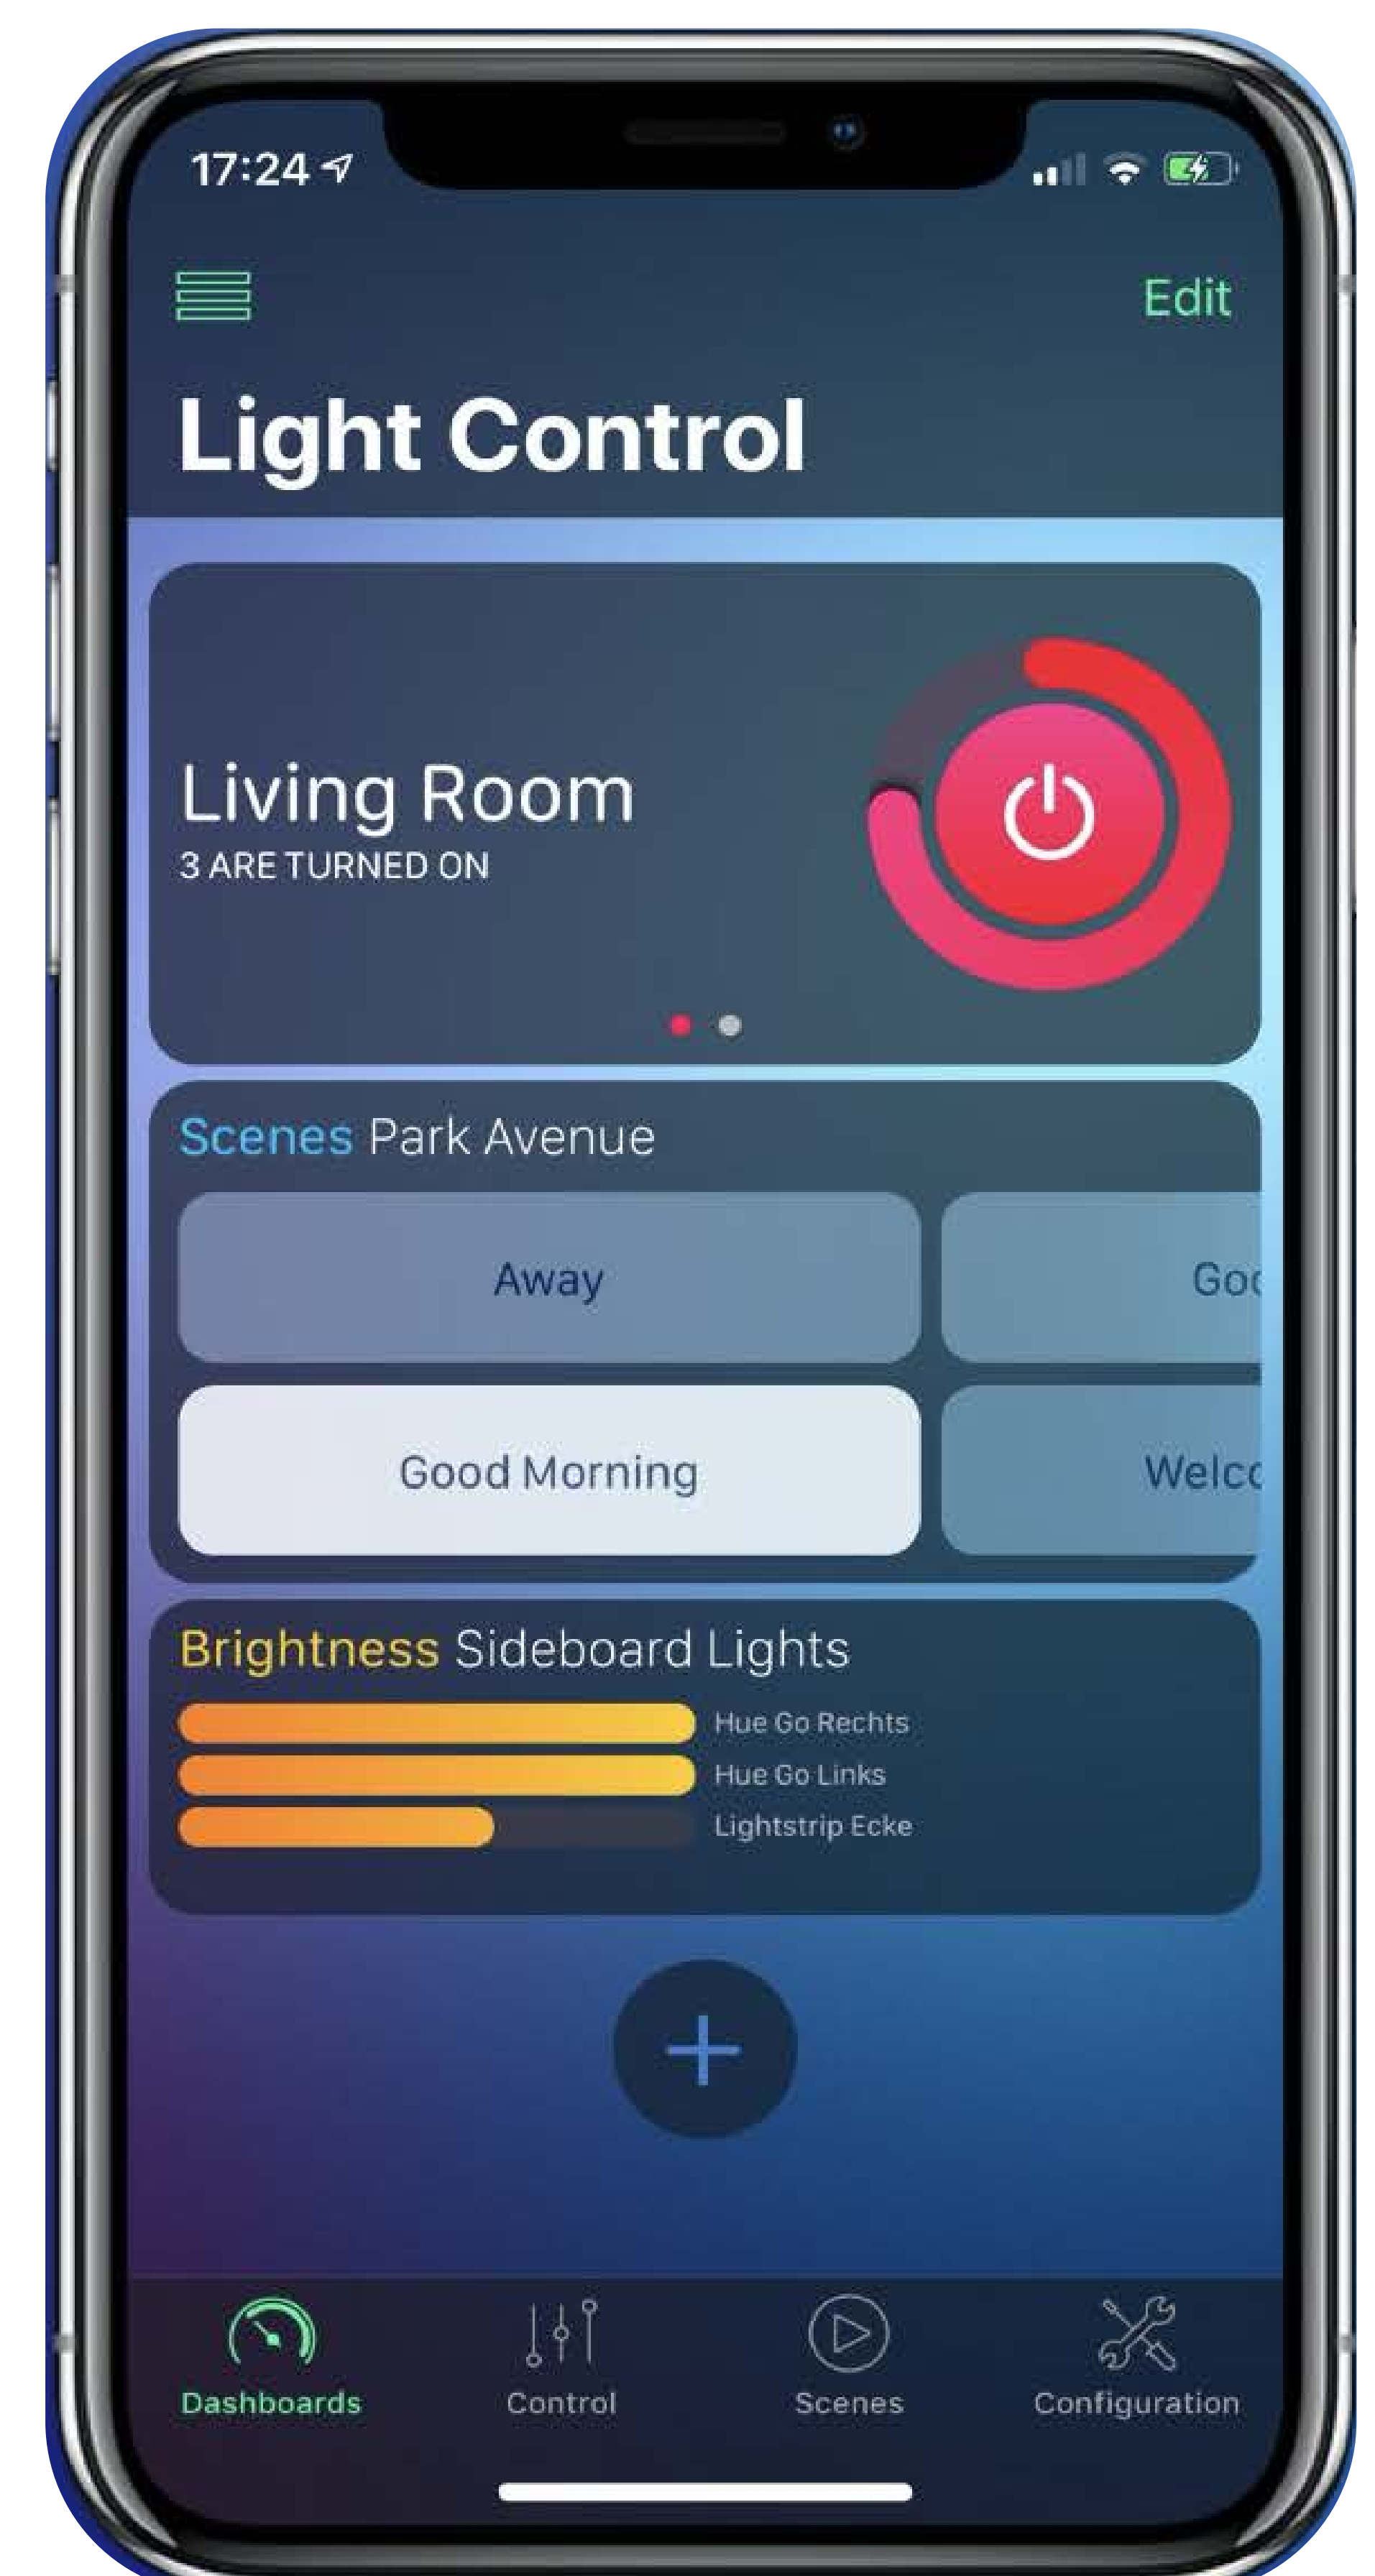 17:24
Edit
Light Control
Living Room
3 ARE TURNED ON
Scenes Park Avenue
Away
Good Morning
Brightness Sideboard Lights
Hue Go Rechts
Hue Go Links
Lightstrip Ecke
Dashboards Control Scenes Configuration